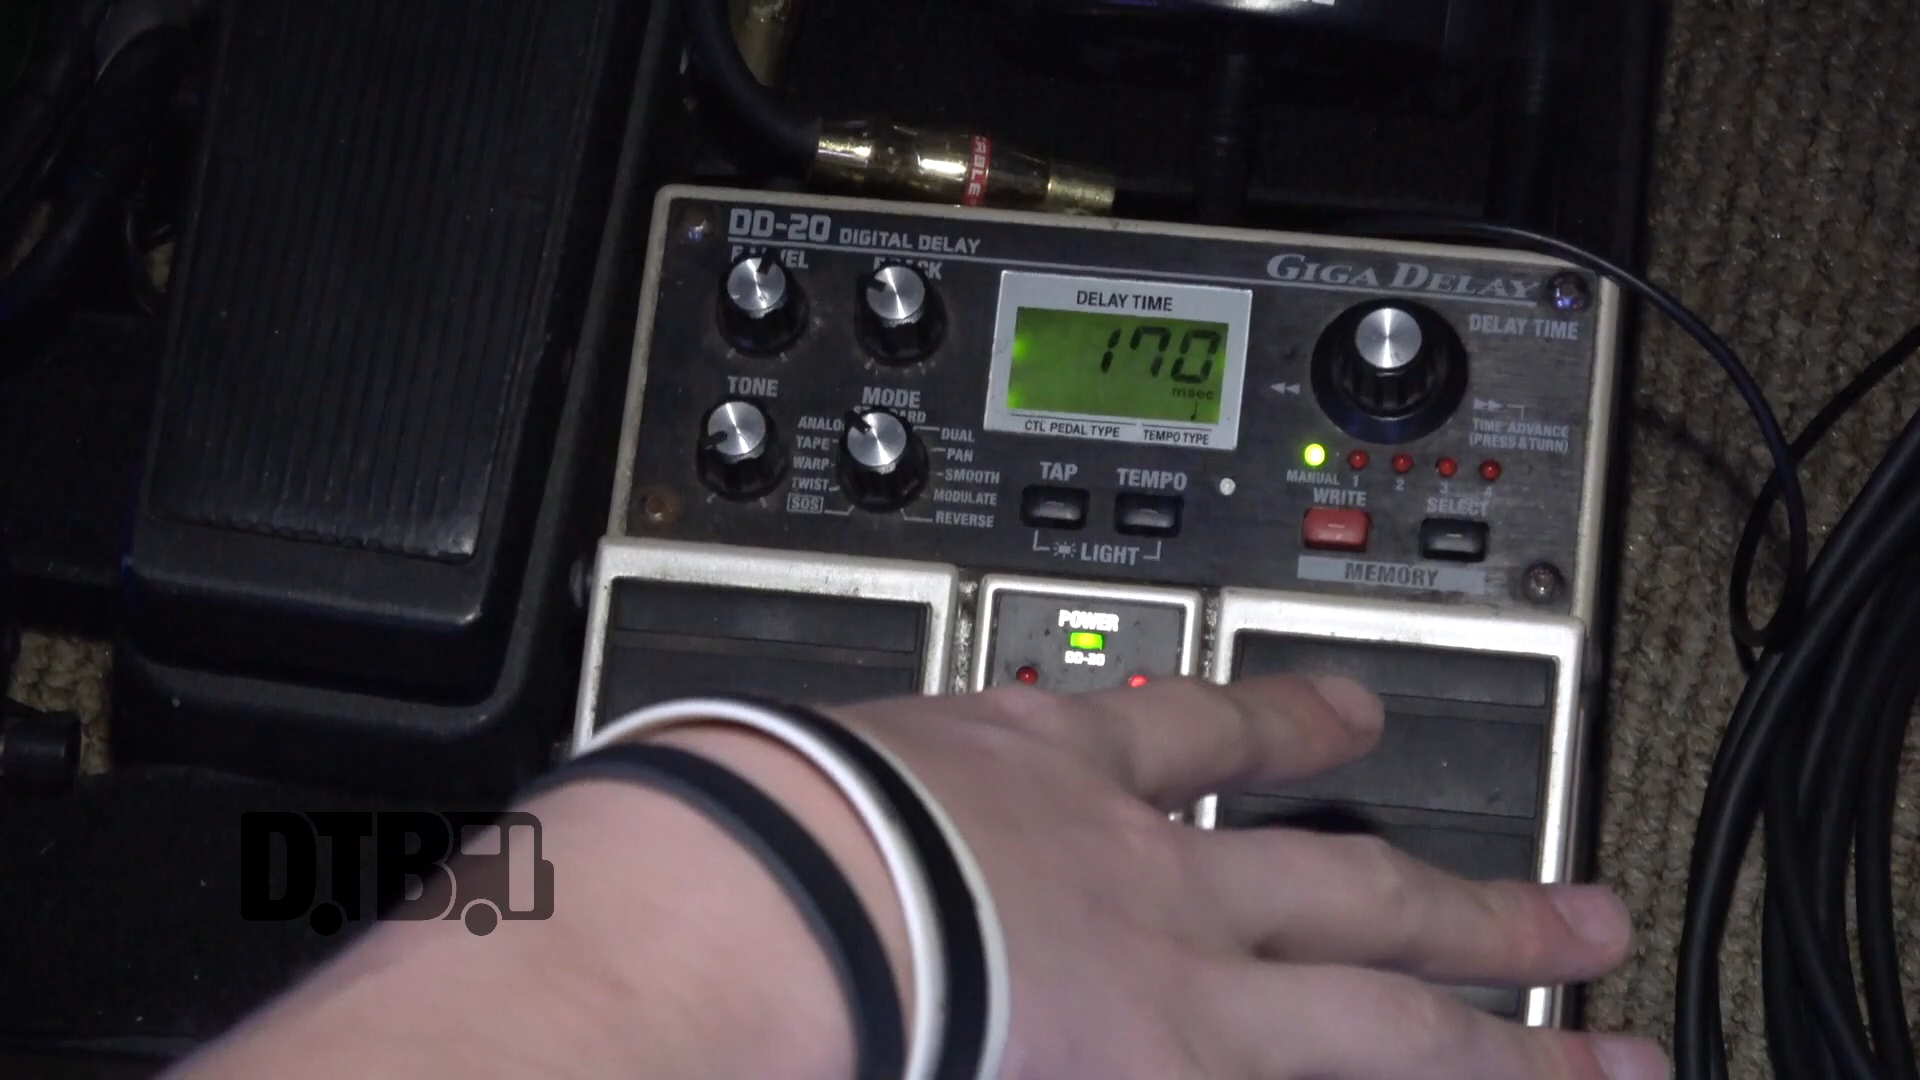 CABLE
DD-20 DIGITAL DELAY
GIGA DELAY
DELAY TIME
170
msec
CTL PEDAL TYPE TEMPO TYPE
DELAY TIME
TIME ADVANCE
(PRESS & TURN)
TONE
MODE
ANALO
TAPE
WARP
TWIST
SOS
DUAL
PAN
SMOOTH
MODULATE
REVERSE
TAP TEMPO
LIGHT
MANUAL 1 2 3 4
WRITE SELECT
MEMORY
POWER
DD-20
DTB